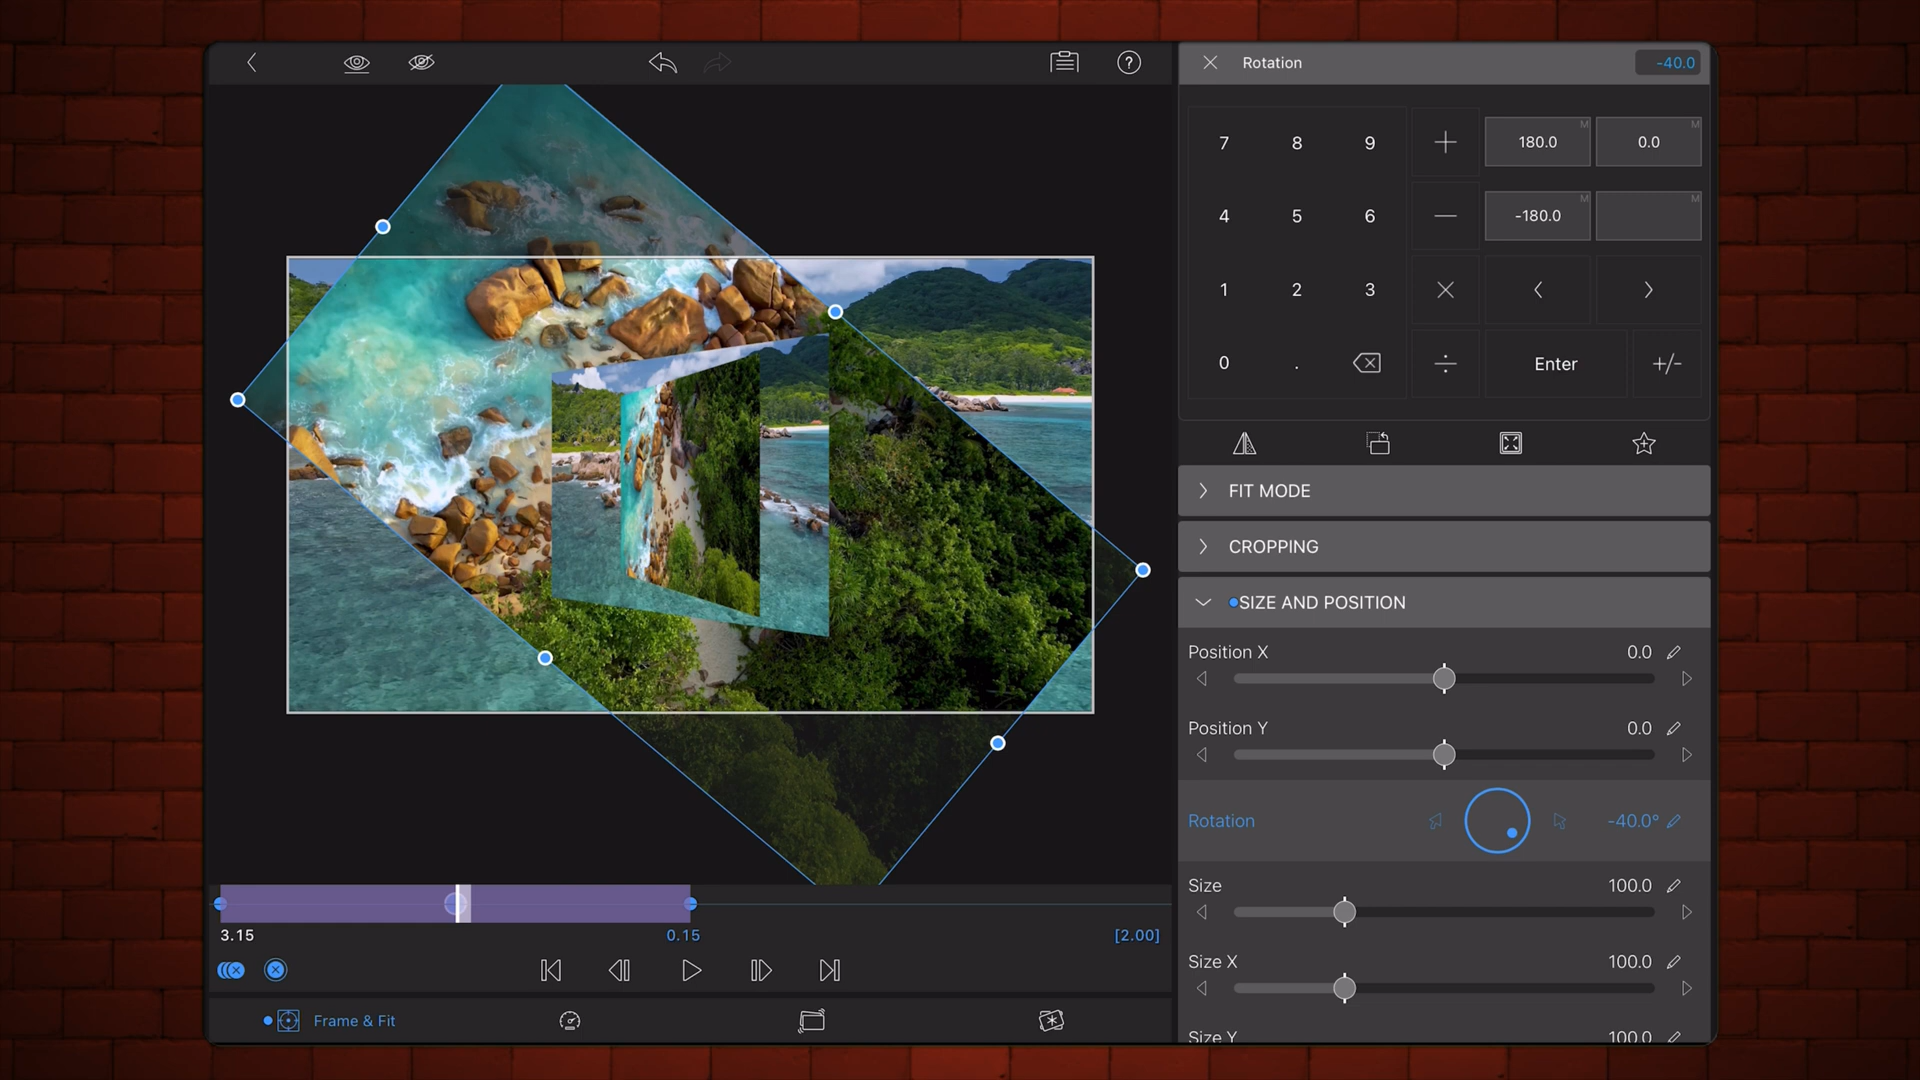 Rotation -40.0
7 8 9 + 180.0 M 0.0 M
4 5 6 — -180.0 M M
1 2 3 × < >
0 . ÷ Enter +/-
FIT MODE
CROPPING
SIZE AND POSITION
Position X 0.0
Position Y 0.0
Rotation -40.0°
Size 100.0
Size X 100.0
Size Y 100.0
3.15 0.15 [2.00]
Frame & Fit